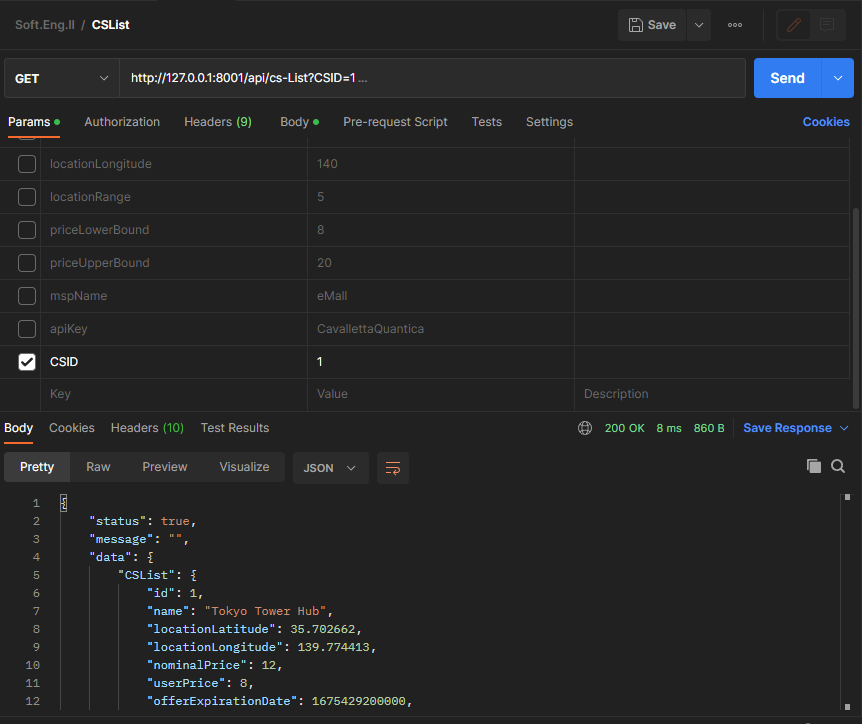 Soft.Eng.II / CSList Save
GET http://127.0.0.1:8001/api/cs-List?CSID=1 ... Send
Params Authorization Headers (9) Body Pre-request Script Tests Settings Cookies
locationLongitude 140
locationRange 5
priceLowerBound 8
priceUpperBound 20
mspName eMall
apiKey CavallettaQuantica
CSID 1
Key Value Description
Body Cookies Headers (10) Test Results 200 OK 8 ms 860 B Save Response
Pretty Raw Preview Visualize JSON
1 {
2 "status": true,
3 "message": "",
4 "data": {
5 "CSList": {
6 "id": 1,
7 "name": "Tokyo Tower Hub",
8 "locationLatitude": 35.702662,
9 "locationLongitude": 139.774413,
10 "nominalPrice": 12,
11 "userPrice": 8,
12 "offerExpirationDate": 1675429200000,